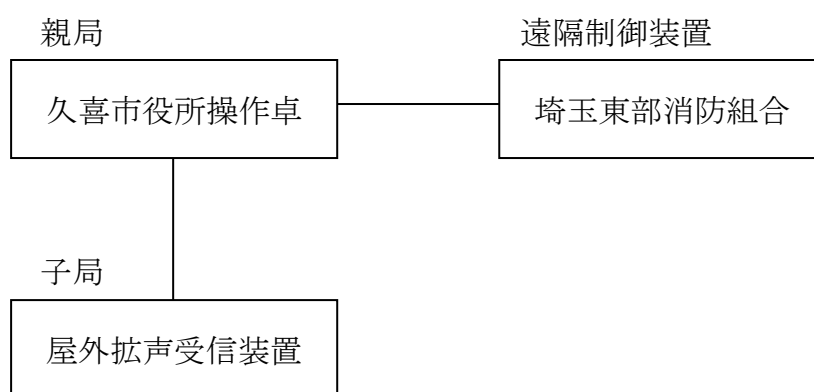 親局
遠隔制御装置
久喜市役所操作卓
埼玉東部消防組合
子局
屋外拡声受信装置